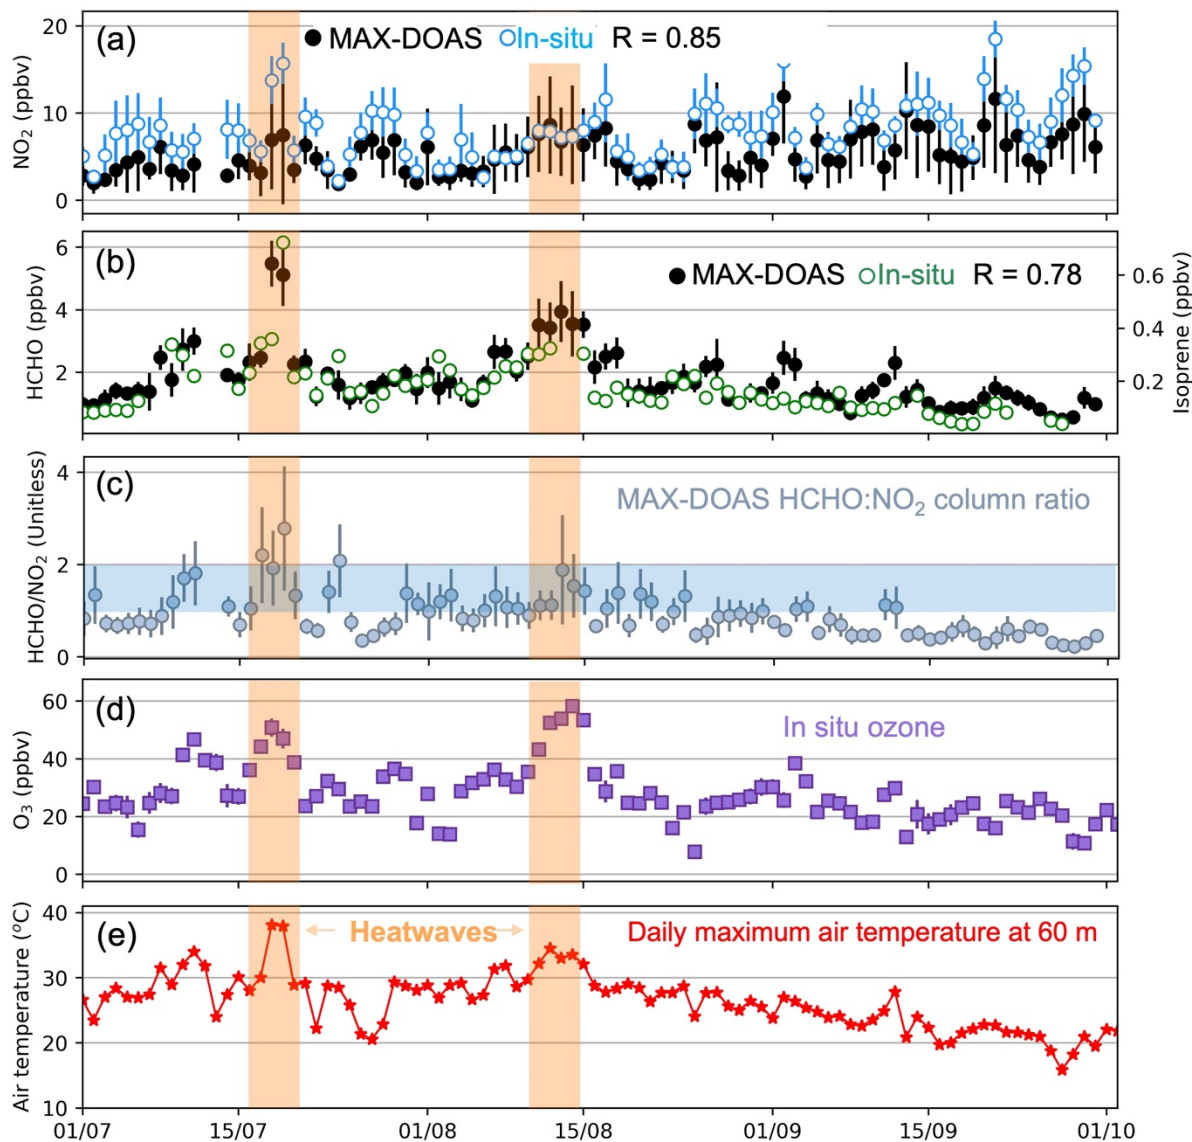 (a)
MAX-DOAS In-situ R = 0.85
NO₂ (ppbv)
20
10
0
(b)
MAX-DOAS In-situ R = 0.78
HCHO (ppbv)
6
4
2
Isoprene (ppbv)
0.6
0.4
0.2
(c)
MAX-DOAS HCHO:NO₂ column ratio
HCHO/NO₂ (Unitless)
4
2
0
(d)
In situ ozone
O₃ (ppbv)
60
40
20
0
(e)
Heatwaves
Daily maximum air temperature at 60 m
Air temperature (°C)
40
30
20
10
01/07 15/07 01/08 15/08 01/09 15/09 01/10